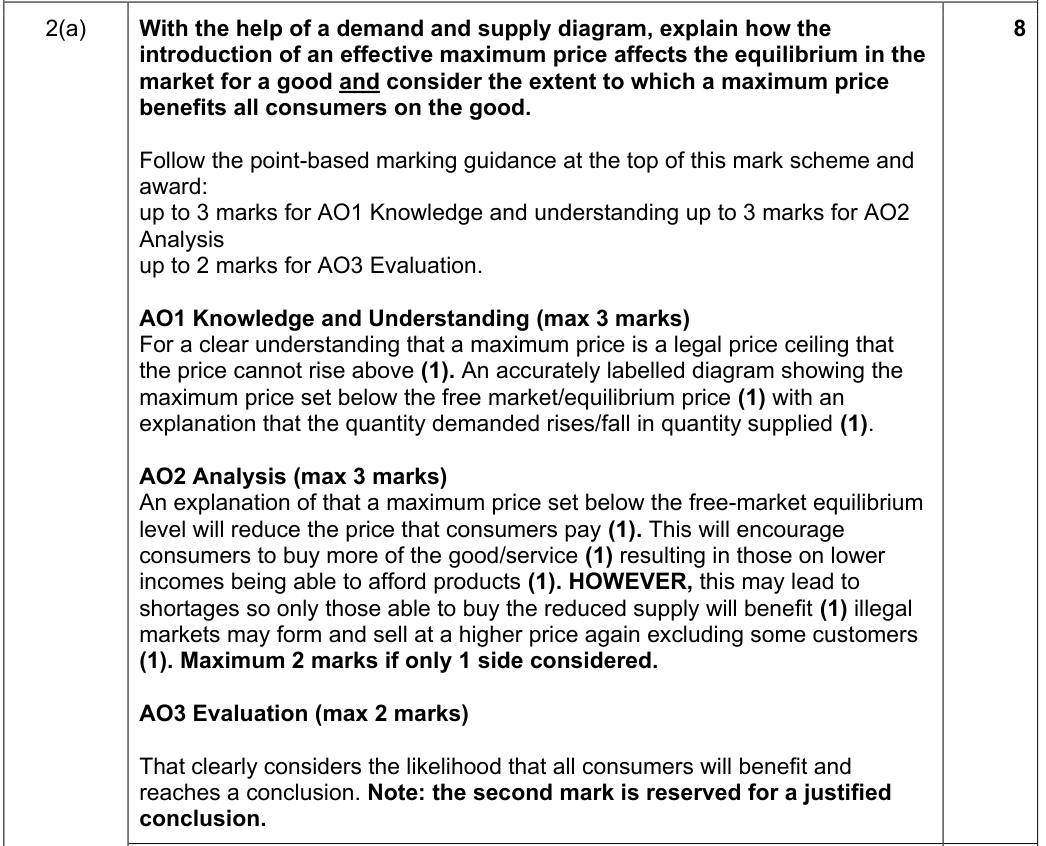 2(a)
With the help of a demand and supply diagram, explain how the
introduction of an effective maximum price affects the equilibrium in the
market for a good and consider the extent to which a maximum price
benefits all consumers on the good.
8
Follow the point-based marking guidance at the top of this mark scheme and
award:
up to 3 marks for AO1 Knowledge and understanding up to 3 marks for AO2
Analysis
up to 2 marks for AO3 Evaluation.
AO1 Knowledge and Understanding (max 3 marks)
For a clear understanding that a maximum price is a legal price ceiling that
the price cannot rise above (1). An accurately labelled diagram showing the
maximum price set below the free market/equilibrium price (1) with an
explanation that the quantity demanded rises/fall in quantity supplied (1).
AO2 Analysis (max 3 marks)
An explanation of that a maximum price set below the free-market equilibrium
level will reduce the price that consumers pay (1). This will encourage
consumers to buy more of the good/service (1) resulting in those on lower
incomes being able to afford products (1). HOWEVER, this may lead to
shortages so only those able to buy the reduced supply will benefit (1) illegal
markets may form and sell at a higher price again excluding some customers
(1). Maximum 2 marks if only 1 side considered.
AO3 Evaluation (max 2 marks)
That clearly considers the likelihood that all consumers will benefit and
reaches a conclusion. Note: the second mark is reserved for a justified
conclusion.